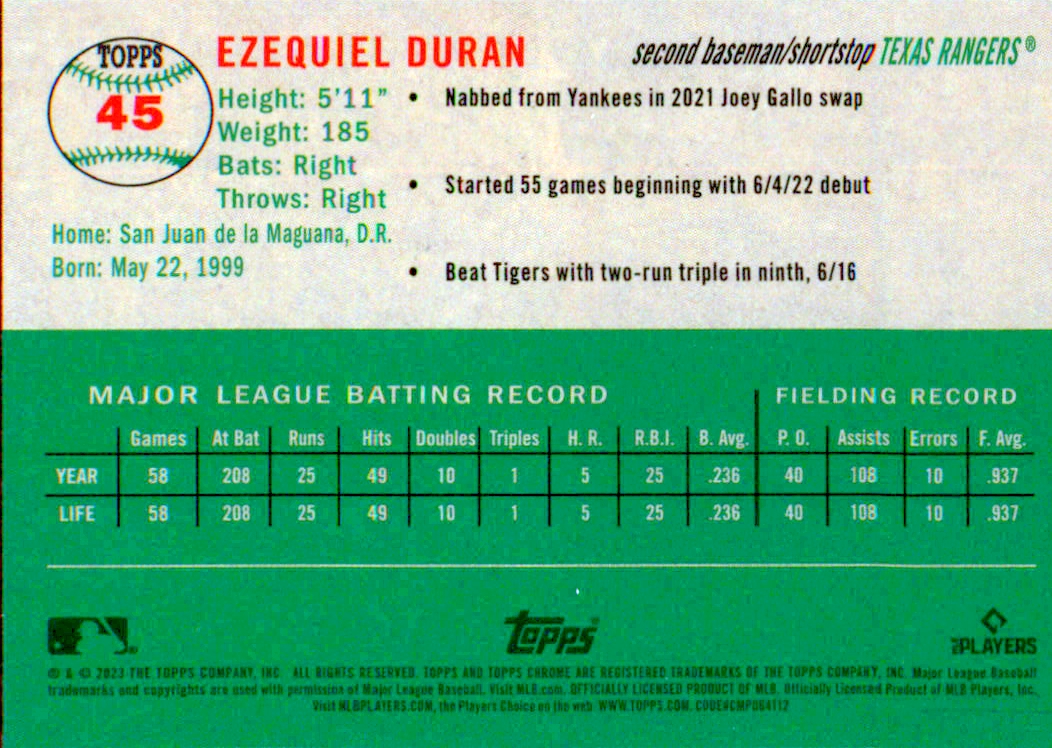 TOPPS
45
EZEQUIEL DURAN
second baseman/shortstop TEXAS RANGERS®
Height: 5'11"
Weight: 185
Bats: Right
Throws: Right
Home: San Juan de la Maguana, D.R.
Born: May 22, 1999
• Nabbed from Yankees in 2021 Joey Gallo swap
• Started 55 games beginning with 6/4/22 debut
• Beat Tigers with two-run triple in ninth, 6/16
MAJOR LEAGUE BATTING RECORD FIELDING RECORD
Games At Bat Runs Hits Doubles Triples H. R. R.B.I. B. Avg. P. O. Assists Errors F. Avg.
YEAR 58 208 25 49 10 1 5 25 .236 40 108 10 .937
LIFE 58 208 25 49 10 1 5 25 .236 40 108 10 .937
topps®
PLAYERS
® & © 2023 THE TOPPS COMPANY, INC. ALL RIGHTS RESERVED. TOPPS AND TOPPS CHROME ARE REGISTERED TRADEMARKS OF THE TOPPS COMPANY, INC. Major League Baseball
trademarks and copyrights are used with permission of Major League Baseball. Visit MLB.com. OFFICIALLY LICENSED PRODUCT OF MLB. Officially Licensed Product of MLB Players, Inc.
Visit MLBPLAYERS.COM, the Players Choice on the web. WWW.TOPPS.COM. CODE#CMP064112